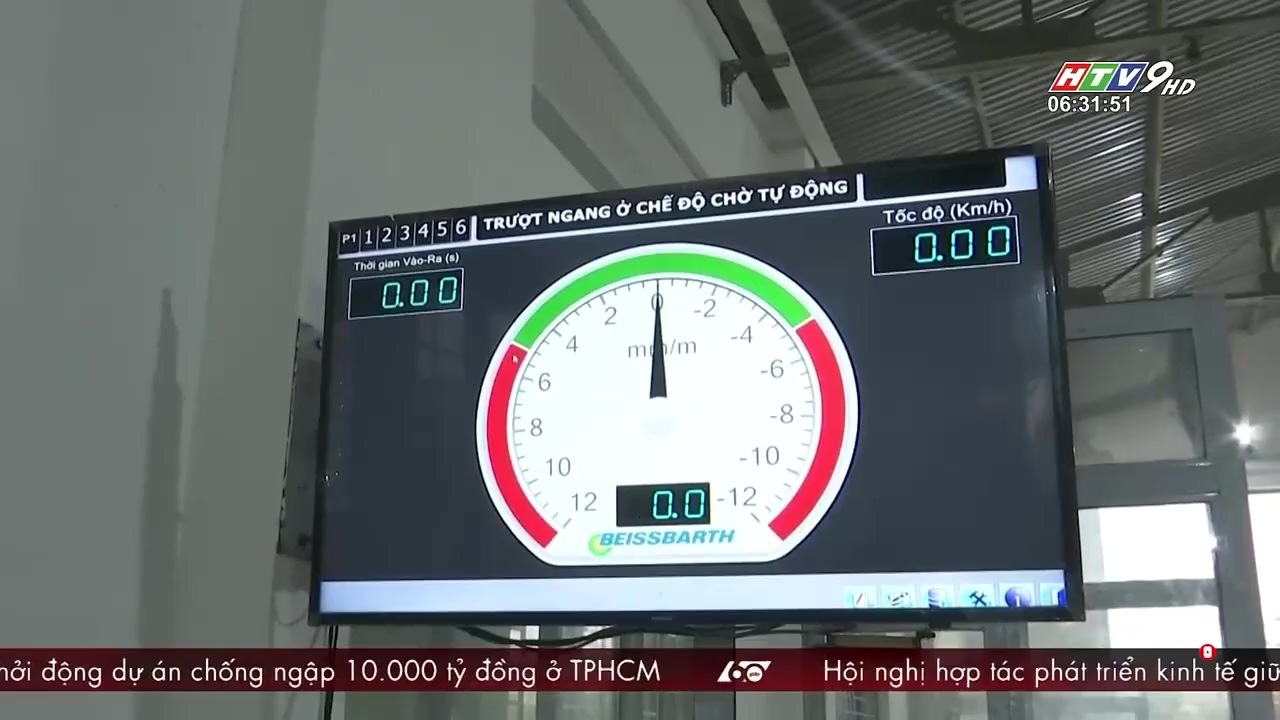 HTV9 HD
06:31:51
P1 1 2 3 4 5 6
TRƯỢT NGANG Ở CHẾ ĐỘ CHỜ TỰ ĐỘNG
Thời gian Vào-Ra (s)
0.00
Tốc độ (Km/h)
0.00
12 10 8 6 4 2 0 -2 -4 -6 -8 -10 -12
mm/m
0.0
BEISSBARTH
động dự án chống ngập 10.000 tỷ đồng ở TPHCM 60 Hội nghị hợp tác phát triển kinh tế